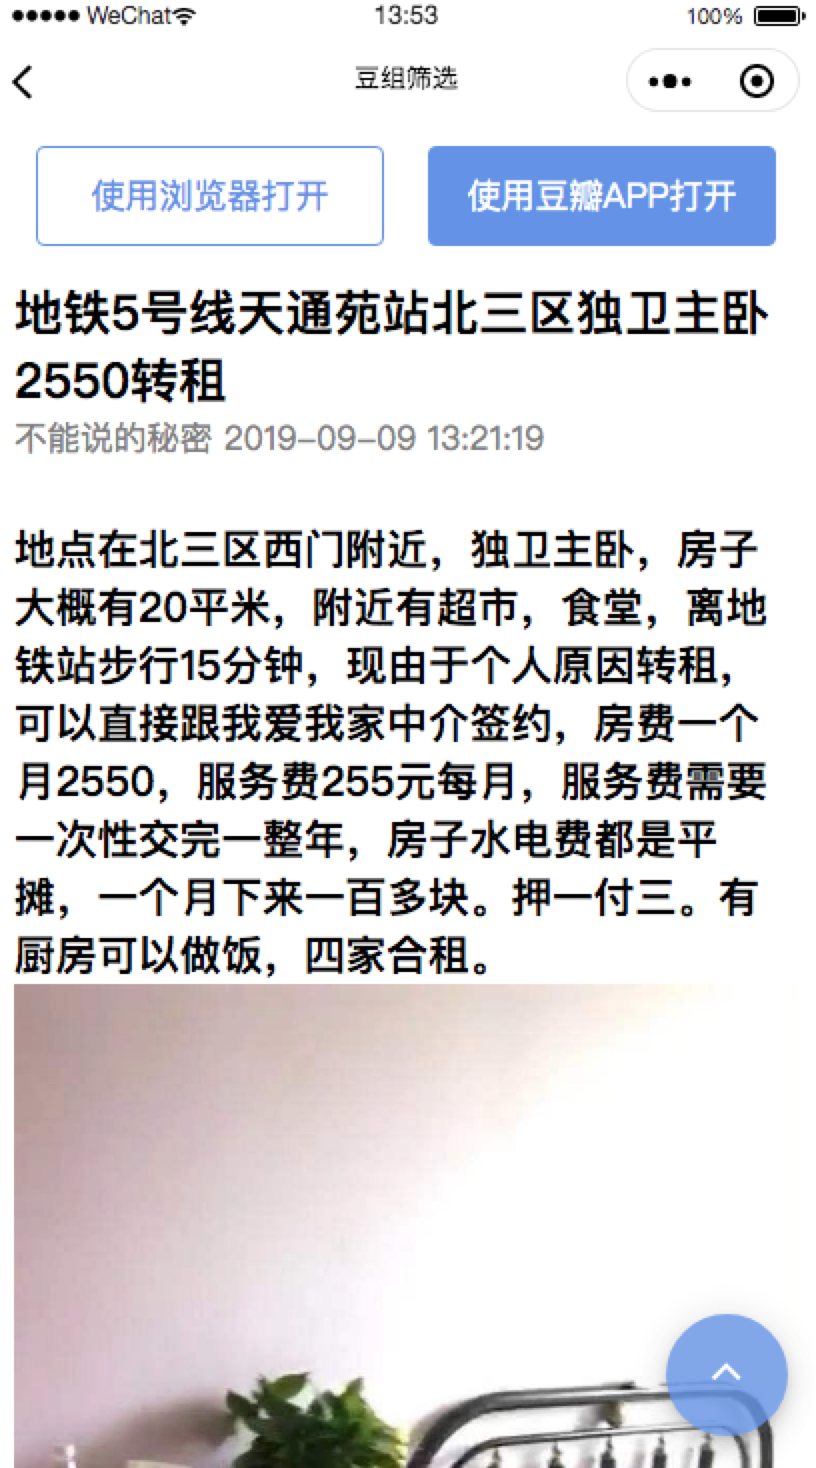 WeChat 13:53 100%
豆组筛选
使用浏览器打开 使用豆瓣APP打开
地铁5号线天通苑站北三区独卫主卧
2550转租
不能说的秘密 2019-09-09 13:21:19
地点在北三区西门附近，独卫主卧，房子
大概有20平米，附近有超市，食堂，离地
铁站步行15分钟，现由于个人原因转租，
可以直接跟我爱我家中介签约，房费一个
月2550，服务费255元每月，服务费需要
一次性交完一整年，房子水电费都是平
摊，一个月下来一百多块。押一付三。有
厨房可以做饭，四家合租。